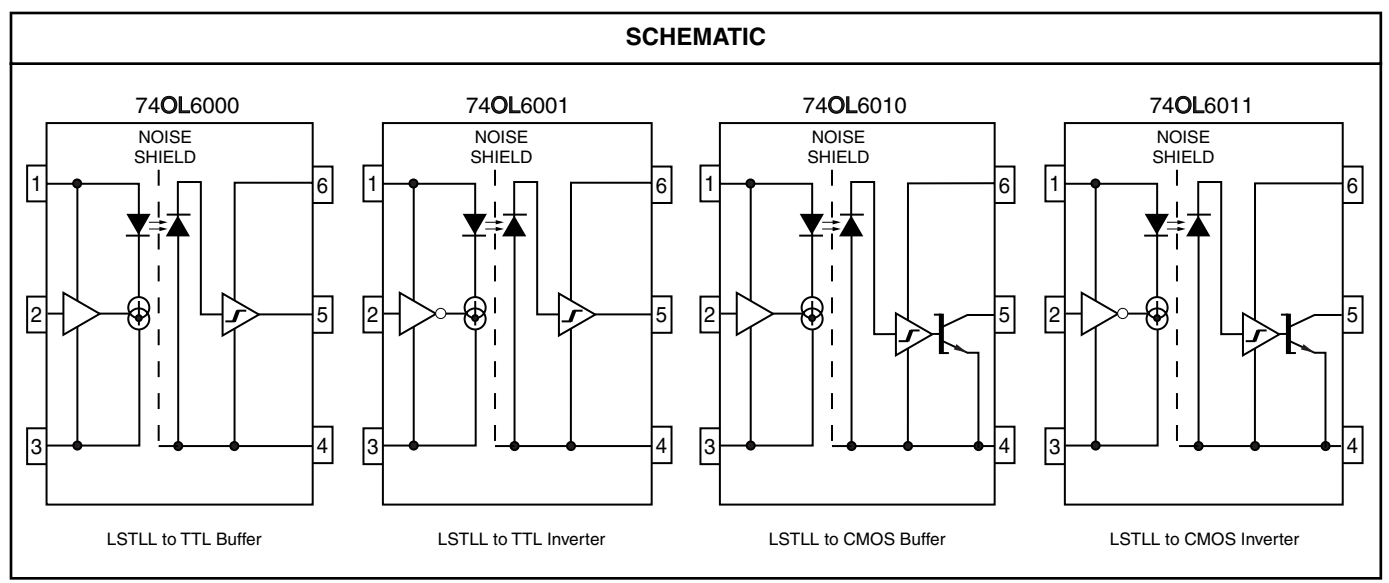 SCHEMATIC
74OL6000
NOISE
SHIELD
1
2
3
6
5
4
LSTLL to TTL Buffer
74OL6001
NOISE
SHIELD
1
2
3
6
5
4
LSTLL to TTL Inverter
74OL6010
NOISE
SHIELD
1
2
3
6
5
4
LSTLL to CMOS Buffer
74OL6011
NOISE
SHIELD
1
2
3
6
5
4
LSTLL to CMOS Inverter